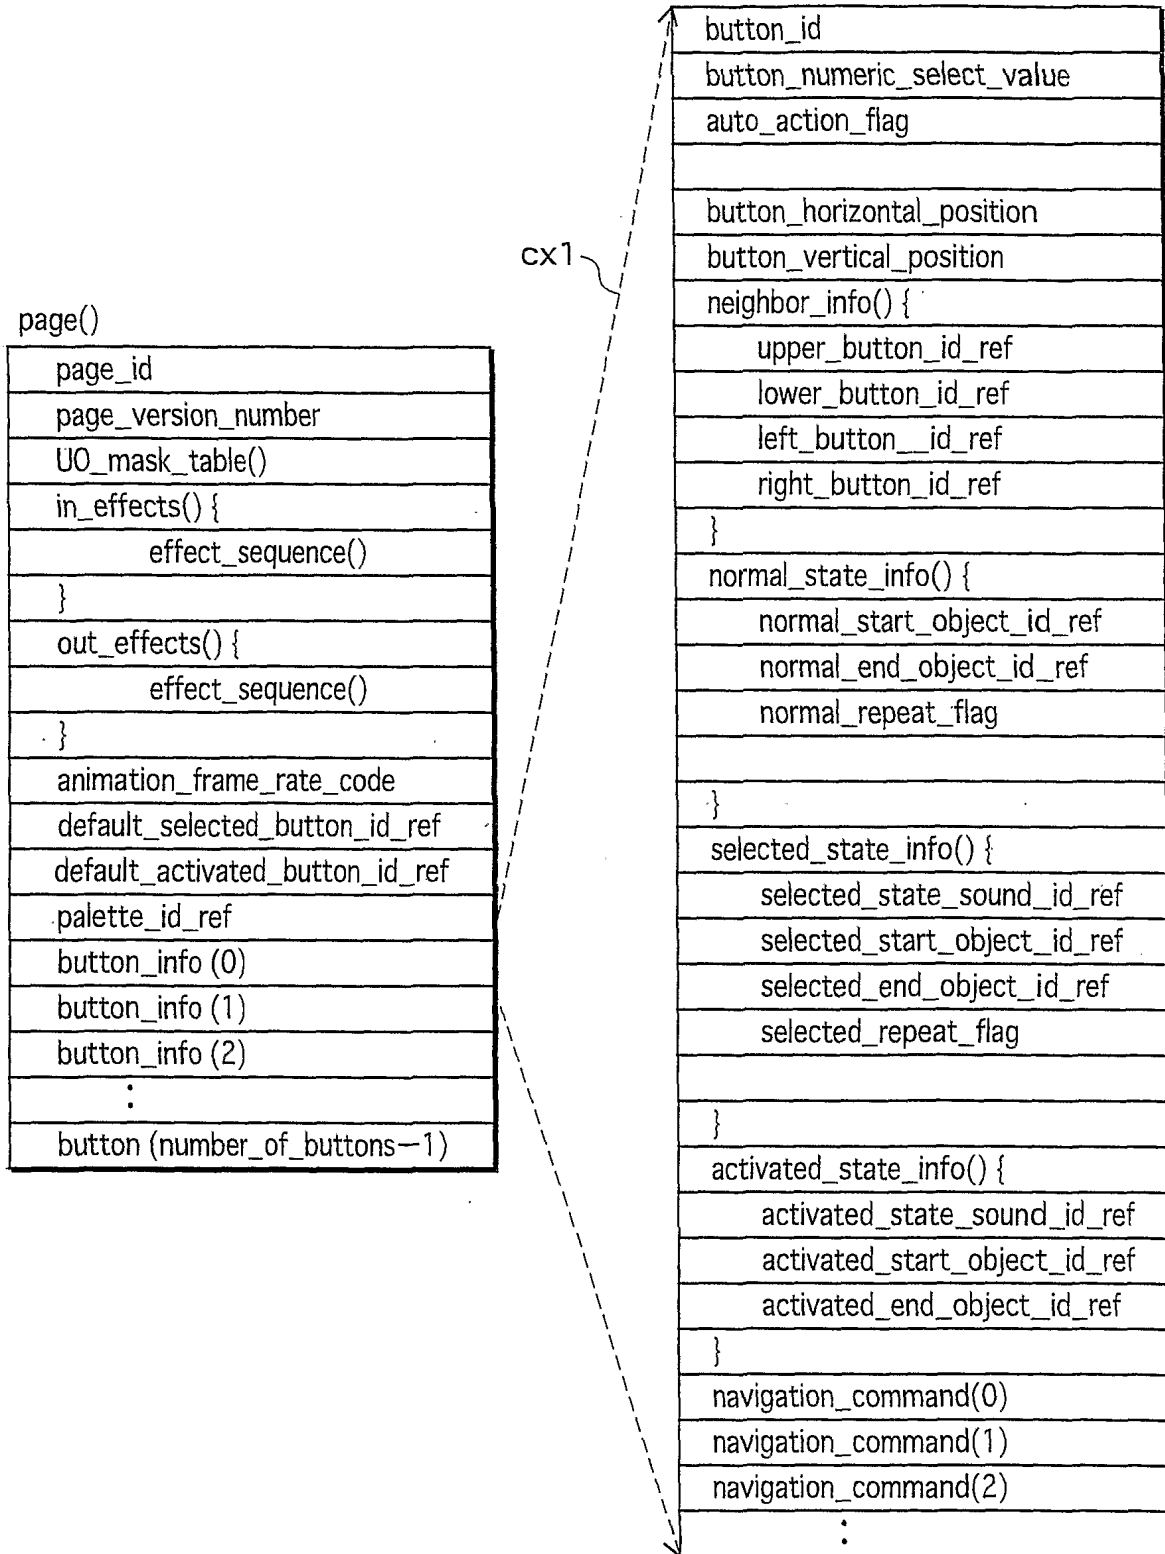 page()
page_id
page_version_number
UO_mask_table()
in_effects() {
effect_sequence()
}
out_effects() {
effect_sequence()
}
animation_frame_rate_code
default_selected_button_id_ref
default_activated_button_id_ref
palette_id_ref
button_info (0)
button_info (1)
button_info (2)
:
button (number_of_buttons−1)
cx1
button_id
button_numeric_select_value
auto_action_flag
button_horizontal_position
button_vertical_position
neighbor_info() {
upper_button_id_ref
lower_button_id_ref
left_button__id_ref
right_button_id_ref
}
normal_state_info() {
normal_start_object_id_ref
normal_end_object_id_ref
normal_repeat_flag
}
selected_state_info() {
selected_state_sound_id_ref
selected_start_object_id_ref
selected_end_object_id_ref
selected_repeat_flag
}
activated_state_info() {
activated_state_sound_id_ref
activated_start_object_id_ref
activated_end_object_id_ref
}
navigation_command(0)
navigation_command(1)
navigation_command(2)
: